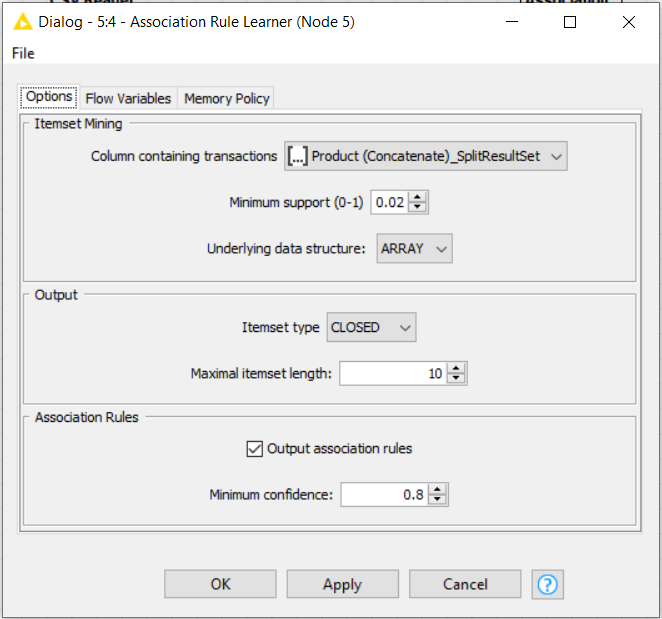 Dialog - 5:4 - Association Rule Learner (Node 5)
File
Options Flow Variables Memory Policy
Itemset Mining
Column containing transactions [...] Product (Concatenate)_SplitResultSet
Minimum support (0-1) 0.02
Underlying data structure: ARRAY
Output
Itemset type CLOSED
Maximal itemset length: 10
Association Rules
Output association rules
Minimum confidence: 0.8
OK Apply Cancel ?